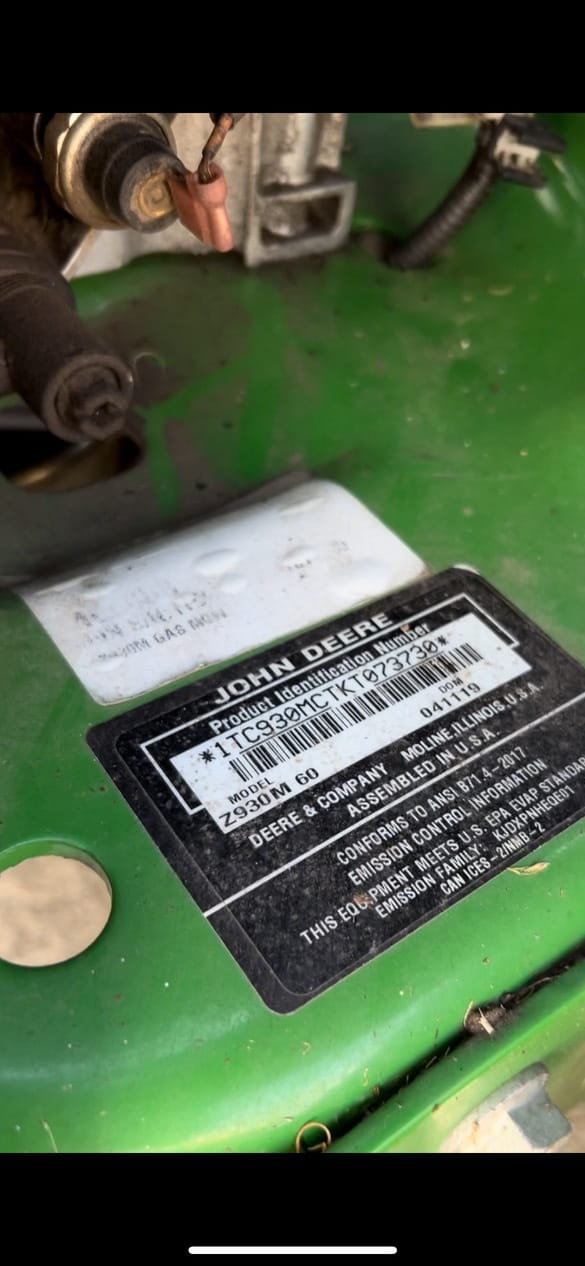 GAS MOW
JOHN DEERE
Product Identification Number
*1TC930MCTKT073730*
MODEL DOM
Z930M 60 041119
DEERE & COMPANY MOLINE, ILLINOIS, U.S.A.
ASSEMBLED IN U.S.A.
CONFORMS TO ANSI B71.4-2017
EMISSION CONTROL INFORMATION
THIS EQUIPMENT MEETS U.S. EPA EVAP STANDAR
EMISSION FAMILY:
CAN ICES-2/NMB-2